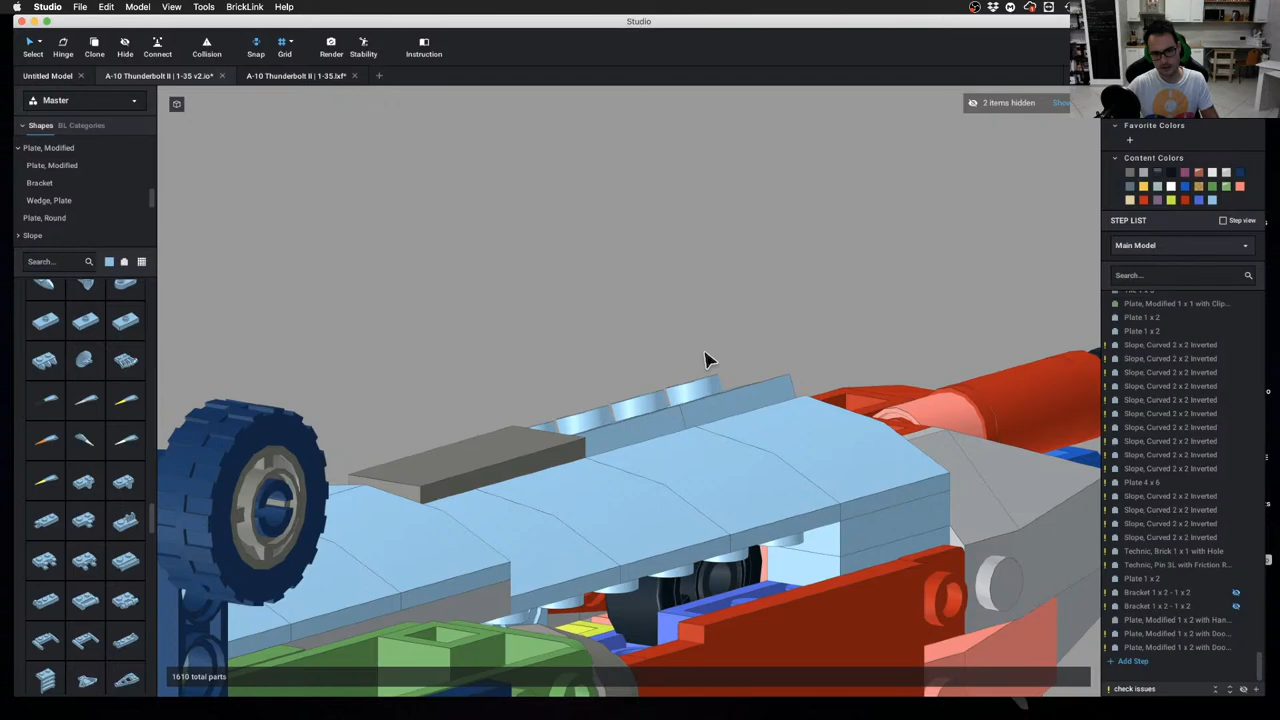 Studio File Edit Model View Tools BrickLink Help
Studio
Select Hinge Clone Hide Connect Collision Snap Grid Render Stability Instruction
Untitled Model A-10 Thunderbolt II | 1-35 v2.io* A-10 Thunderbolt II | 1-35.lxf*
Master
Shapes BL Categories
Plate, Modified
Plate, Modified
Bracket
Wedge, Plate
Plate, Round
Slope
Search...
2 items hidden Show
1610 total parts
Favorite Colors
Content Colors
STEP LIST Step view
Main Model
Search...
Plate, Modified 1 x 1 with Clip...
Plate 1 x 2
Plate 1 x 2
Slope, Curved 2 x 2 Inverted
Slope, Curved 2 x 2 Inverted
Slope, Curved 2 x 2 Inverted
Slope, Curved 2 x 2 Inverted
Slope, Curved 2 x 2 Inverted
Slope, Curved 2 x 2 Inverted
Slope, Curved 2 x 2 Inverted
Slope, Curved 2 x 2 Inverted
Slope, Curved 2 x 2 Inverted
Slope, Curved 2 x 2 Inverted
Plate 4 x 6
Slope, Curved 2 x 2 Inverted
Slope, Curved 2 x 2 Inverted
Slope, Curved 2 x 2 Inverted
Slope, Curved 2 x 2 Inverted
Technic, Brick 1 x 1 with Hole
Technic, Pin 3L with Friction R...
Plate 1 x 2
Bracket 1 x 2 - 1 x 2
Bracket 1 x 2 - 1 x 2
Plate, Modified 1 x 2 with Han...
Plate, Modified 1 x 2 with Doo...
Plate, Modified 1 x 2 with Doo...
Add Step
check issues